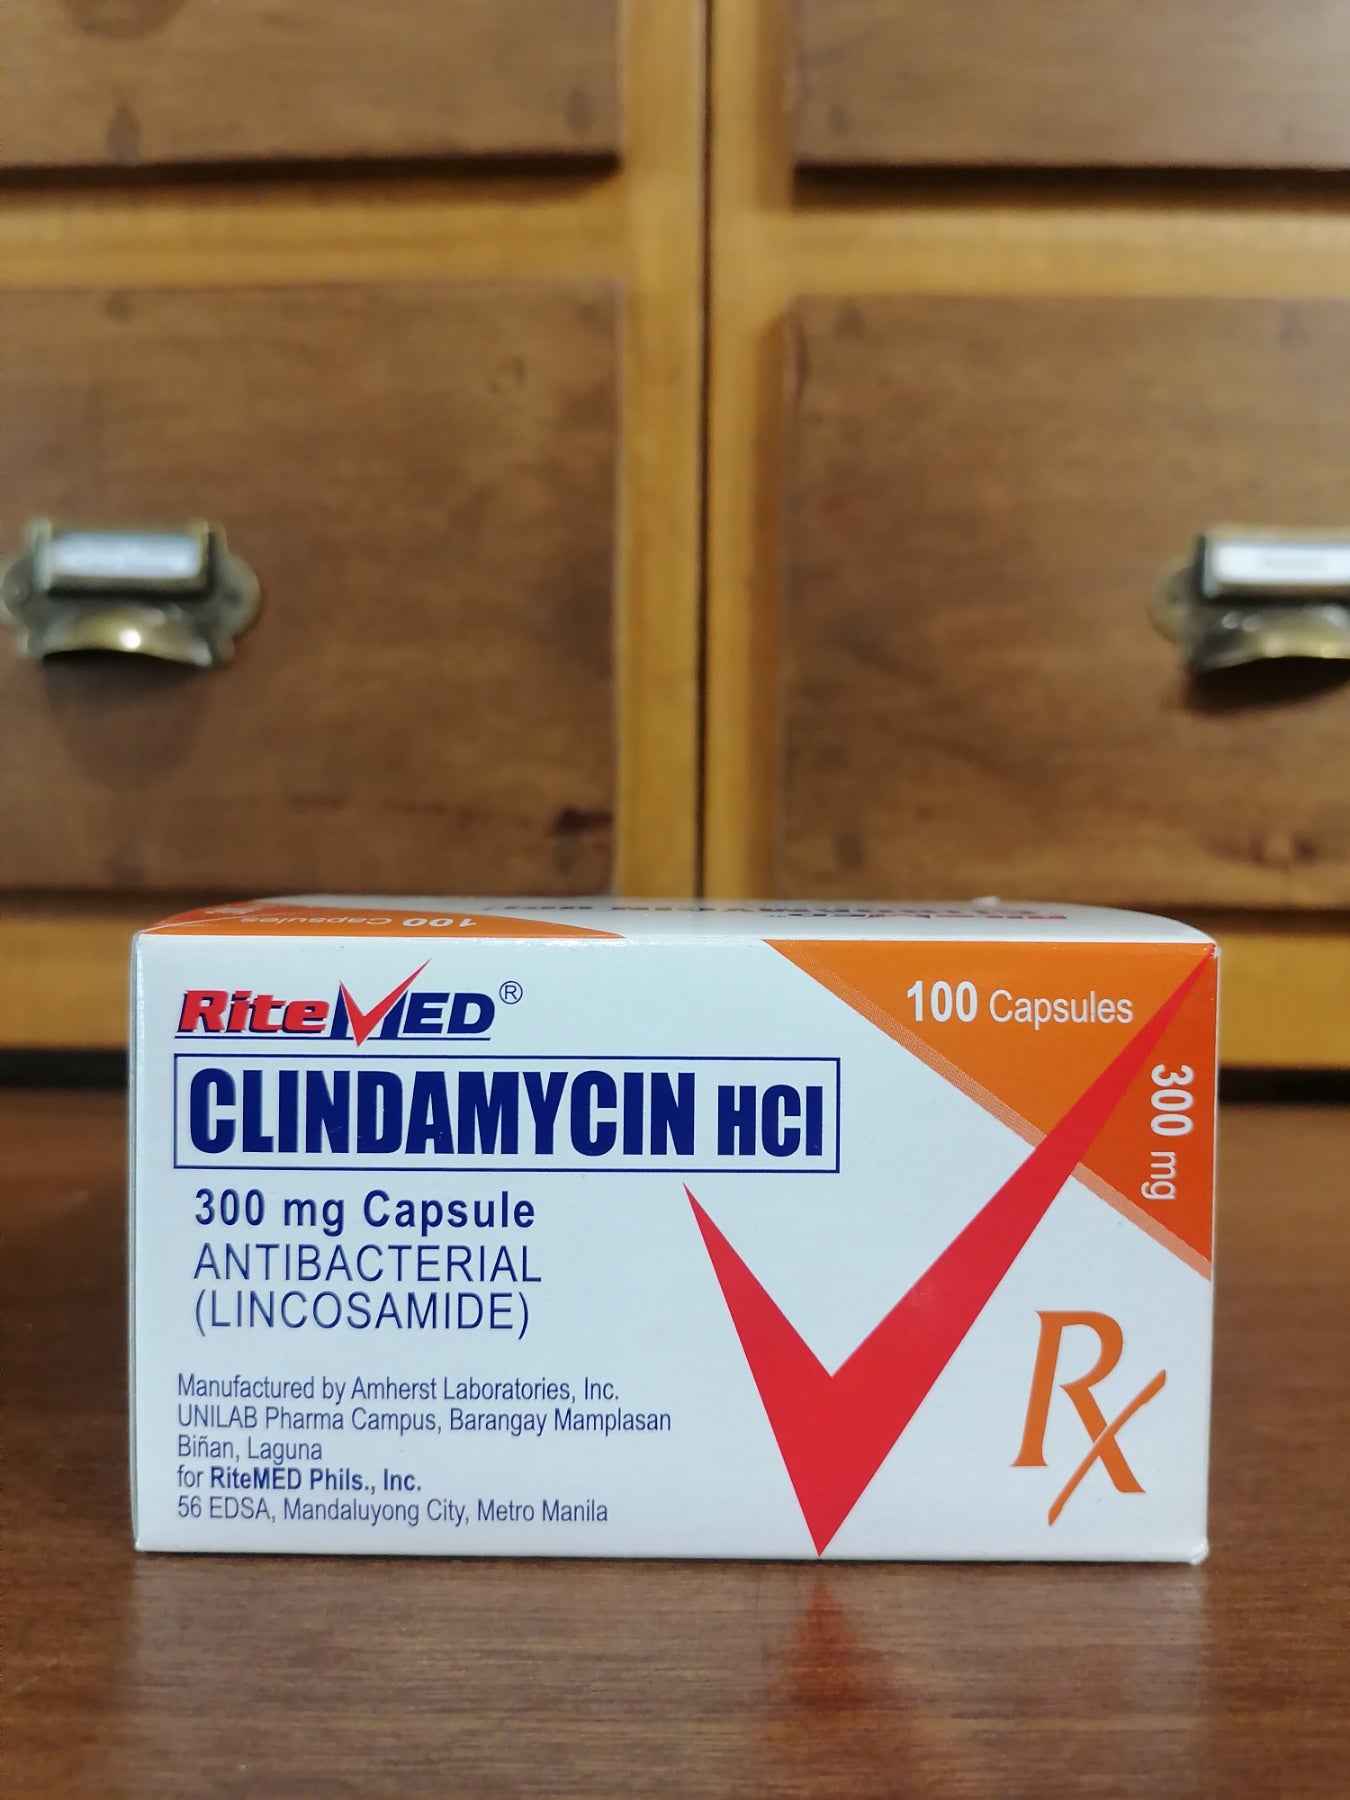 100 Capsules
RiteMED®
CLINDAMYCIN HCl
300 mg Capsule
ANTIBACTERIAL
(LINCOSAMIDE)
Manufactured by Amherst Laboratories, Inc.
UNILAB Pharma Campus, Barangay Mamplasan
Biñan, Laguna
for RiteMED Phils., Inc.
56 EDSA, Mandaluyong City, Metro Manila
100 Capsules
300 mg
Rx